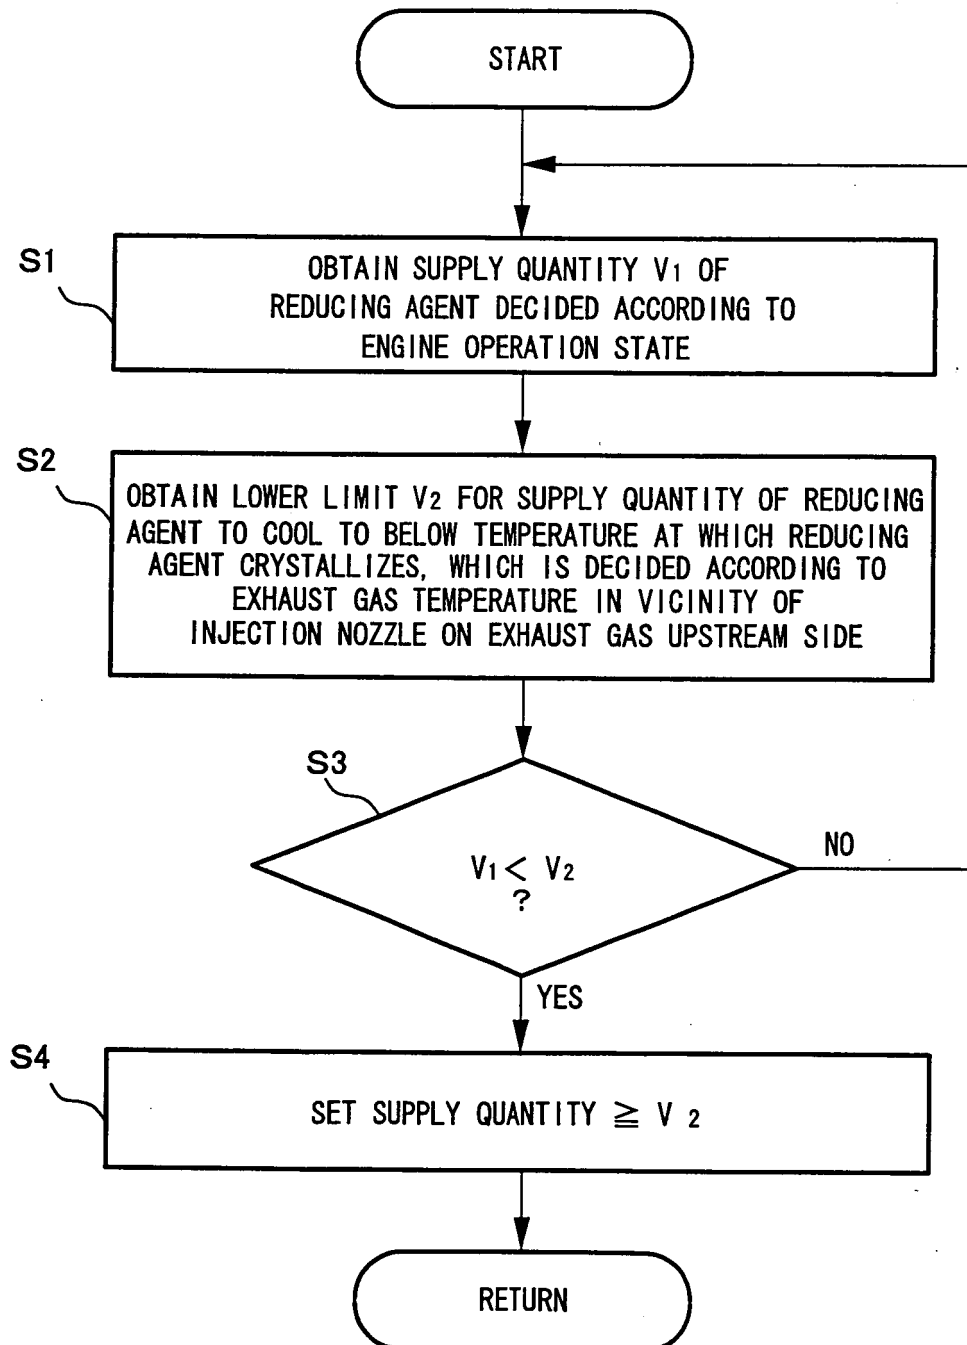 START
S1
OBTAIN SUPPLY QUANTITY V1 OF
REDUCING AGENT DECIDED ACCORDING TO
ENGINE OPERATION STATE
S2
OBTAIN LOWER LIMIT V2 FOR SUPPLY QUANTITY OF REDUCING
AGENT TO COOL TO BELOW TEMPERATURE AT WHICH REDUCING
AGENT CRYSTALLIZES, WHICH IS DECIDED ACCORDING TO
EXHAUST GAS TEMPERATURE IN VICINITY OF
INJECTION NOZZLE ON EXHAUST GAS UPSTREAM SIDE
S3
V1 < V2
?
NO
YES
S4
SET SUPPLY QUANTITY ≧ V 2
RETURN